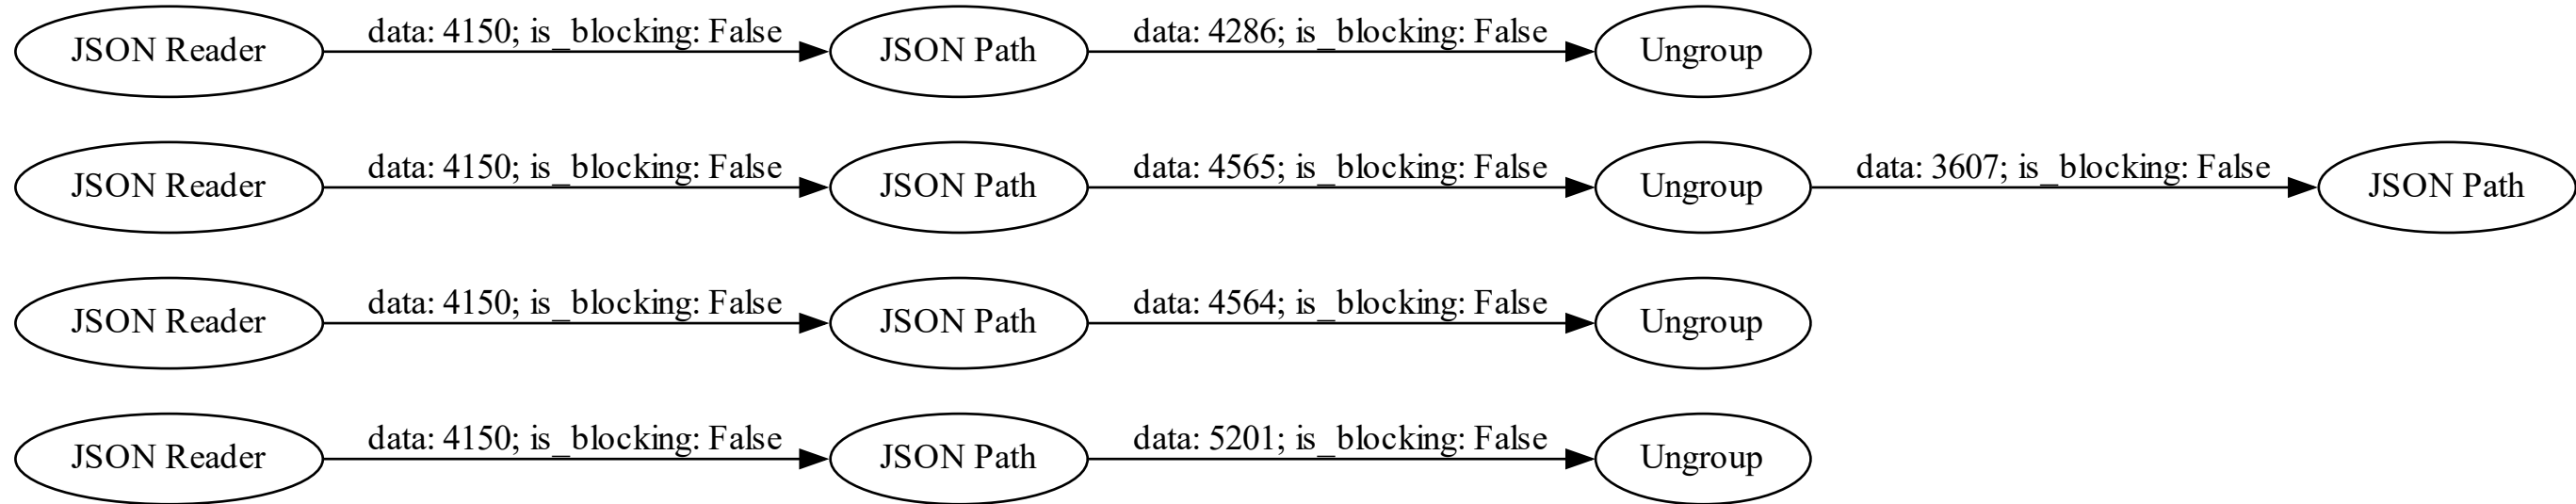 JSON Reader data: 4150; is_blocking: False JSON Path data: 4286; is_blocking: False Ungroup
JSON Reader data: 4150; is_blocking: False JSON Path data: 4565; is_blocking: False Ungroup data: 3607; is_blocking: False JSON Path
JSON Reader data: 4150; is_blocking: False JSON Path data: 4564; is_blocking: False Ungroup
JSON Reader data: 4150; is_blocking: False JSON Path data: 5201; is_blocking: False Ungroup